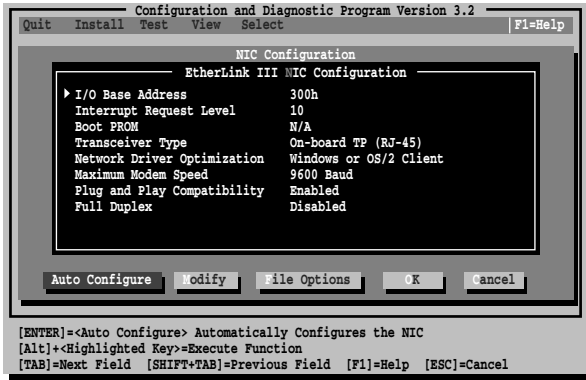 Configuration and Diagnostic Program Version 3.2
Quit Install Test View Select F1=Help
NIC Configuration
EtherLink III NIC Configuration
I/O Base Address 300h
Interrupt Request Level 10
Boot PROM N/A
Transceiver Type On-board TP (RJ-45)
Network Driver Optimization Windows or OS/2 Client
Maximum Modem Speed 9600 Baud
Plug and Play Compatibility Enabled
Full Duplex Disabled
Auto Configure Modify File Options OK Cancel
[ENTER]=<Auto Configure> Automatically Configures the NIC
[Alt]+<Highlighted Key>=Execute Function
[TAB]=Next Field [SHIFT+TAB]=Previous Field [F1]=Help [ESC]=Cancel